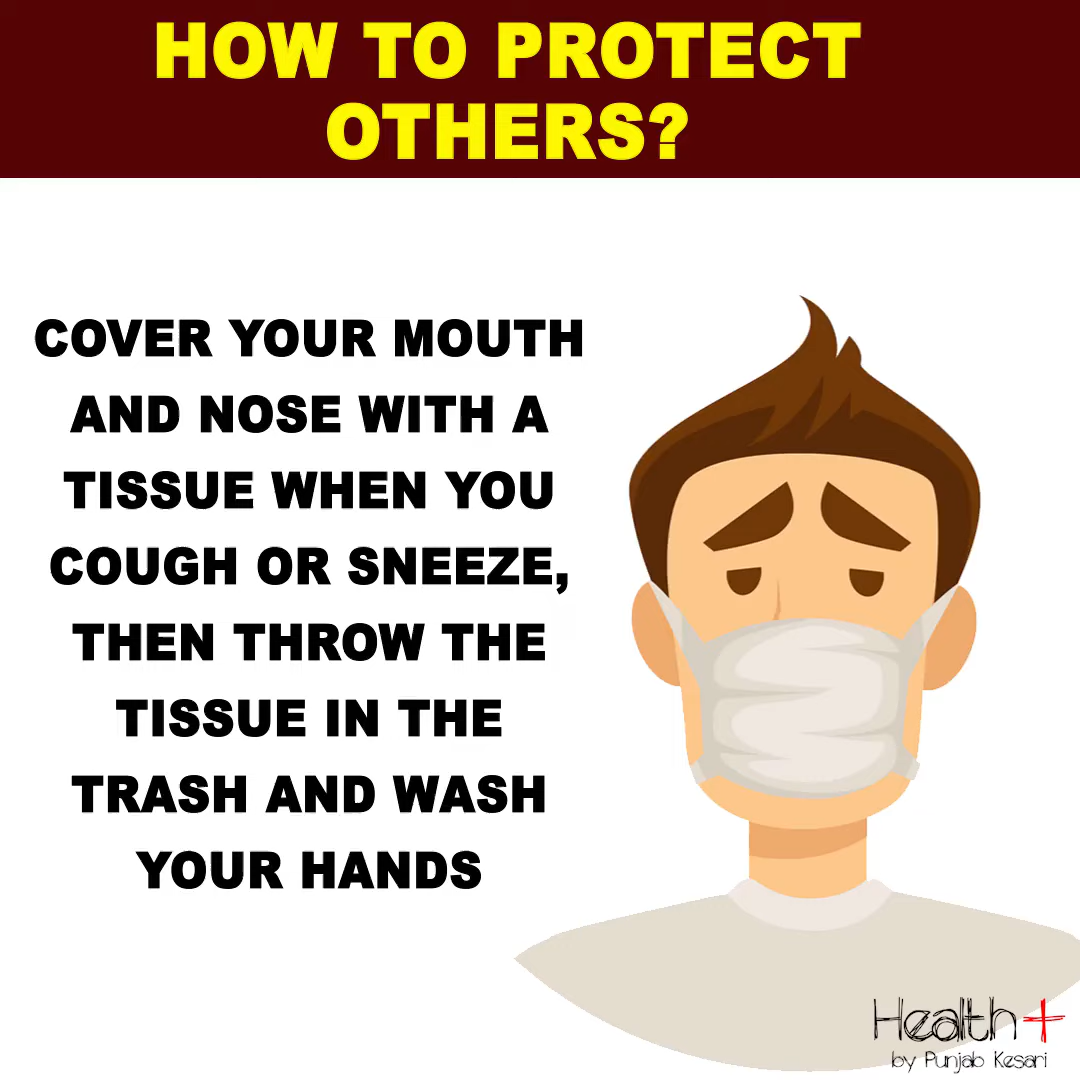 HOW TO PROTECT
OTHERS?
COVER YOUR MOUTH
AND NOSE WITH A
TISSUE WHEN YOU
COUGH OR SNEEZE,
THEN THROW THE
TISSUE IN THE
TRASH AND WASH
YOUR HANDS
Health+
by Punjab Kesari